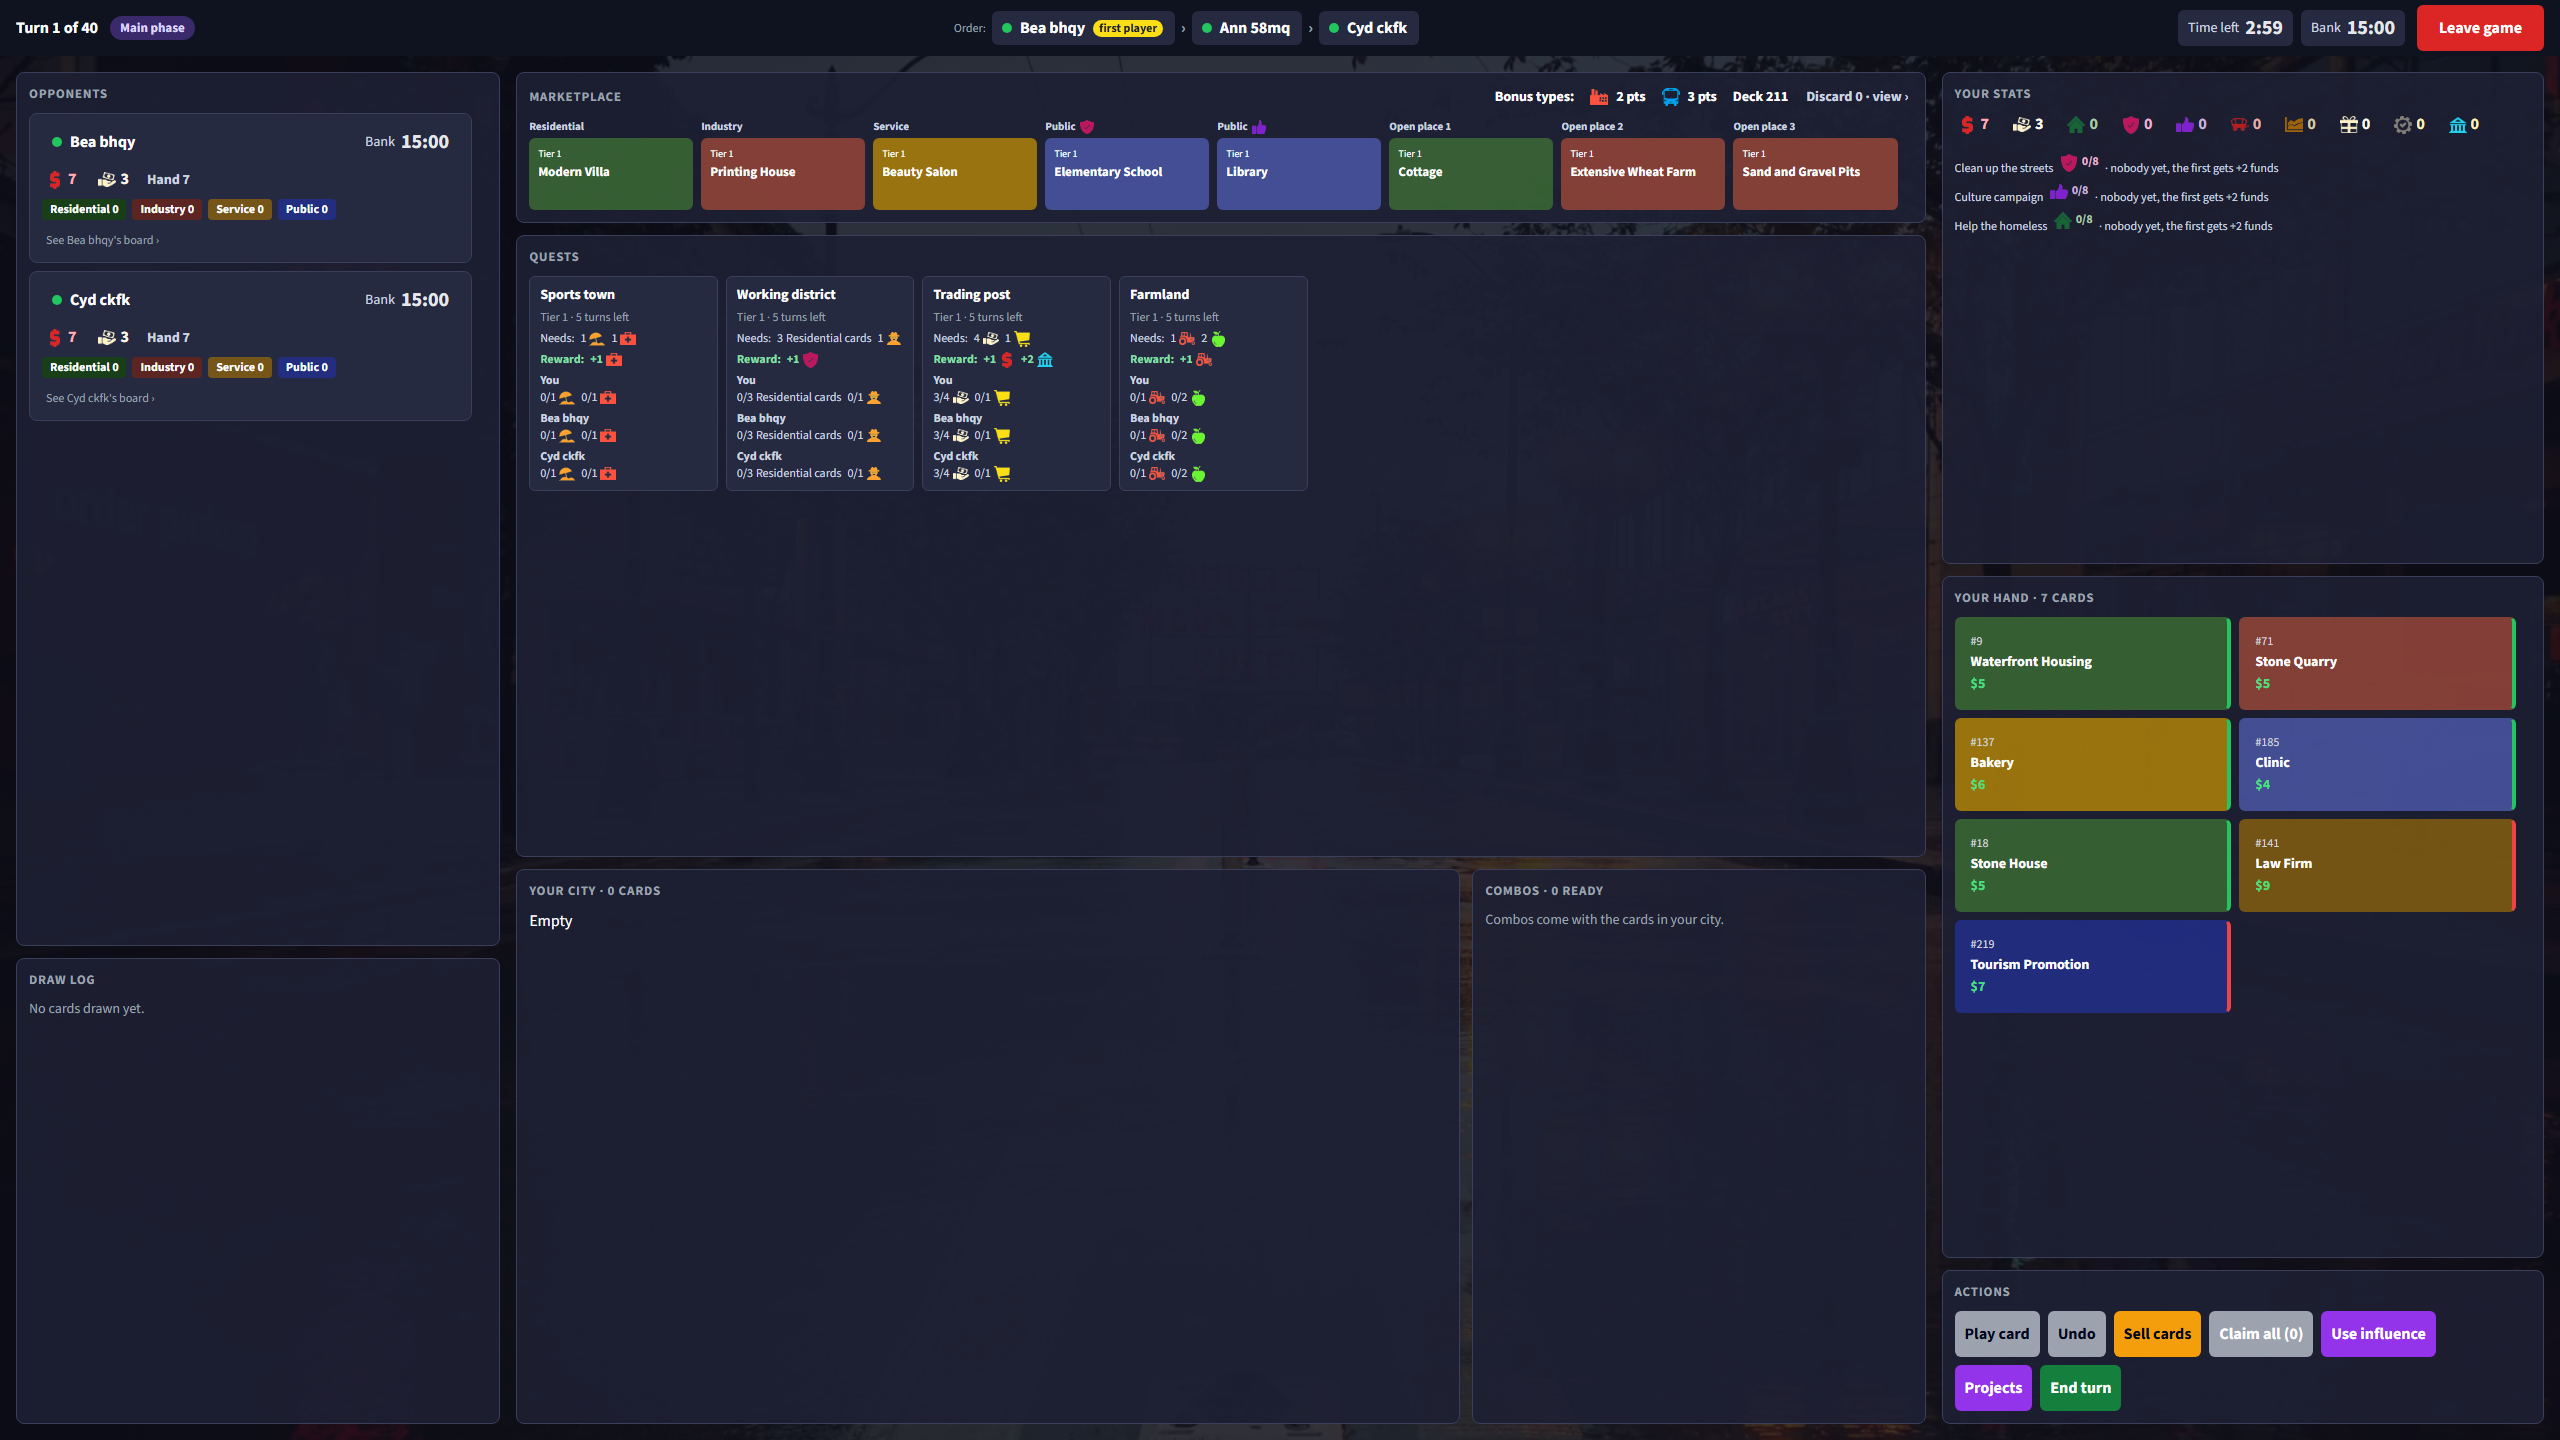 Turn 1 of 40 Main phase
Order: Bea bhqy first player › Ann 58mq › Cyd ckfk
Time left 2:59 Bank 15:00 Leave game
OPPONENTS
Bea bhqy Bank 15:00
7 3 Hand 7
Residential 0 Industry 0 Service 0 Public 0
See Bea bhqy's board ›
Cyd ckfk Bank 15:00
7 3 Hand 7
Residential 0 Industry 0 Service 0 Public 0
See Cyd ckfk's board ›
DRAW LOG
No cards drawn yet.
MARKETPLACE
Bonus types: 2 pts 3 pts Deck 211 Discard 0 · view ›
Residential
Tier 1
Modern Villa
Industry
Tier 1
Printing House
Service
Tier 1
Beauty Salon
Public
Tier 1
Elementary School
Public
Tier 1
Library
Open place 1
Tier 1
Cottage
Open place 2
Tier 1
Extensive Wheat Farm
Open place 3
Tier 1
Sand and Gravel Pits
QUESTS
Sports town
Tier 1 · 5 turns left
Needs: 1 1
Reward: +1
You
0/1 0/1
Bea bhqy
0/1 0/1
Cyd ckfk
0/1 0/1
Working district
Tier 1 · 5 turns left
Needs: 3 Residential cards 1
Reward: +1
You
0/3 Residential cards 0/1
Bea bhqy
0/3 Residential cards 0/1
Cyd ckfk
0/3 Residential cards 0/1
Trading post
Tier 1 · 5 turns left
Needs: 4 1
Reward: +1 +2
You
3/4 0/1
Bea bhqy
3/4 0/1
Cyd ckfk
3/4 0/1
Farmland
Tier 1 · 5 turns left
Needs: 1 2
Reward: +1
You
0/1 0/2
Bea bhqy
0/1 0/2
Cyd ckfk
0/1 0/2
YOUR CITY · 0 CARDS
Empty
COMBOS · 0 READY
Combos come with the cards in your city.
YOUR STATS
7 3 0 0 0 0 0 0 0 0
Clean up the streets 0/8 · nobody yet, the first gets +2 funds
Culture campaign 0/8 · nobody yet, the first gets +2 funds
Help the homeless 0/8 · nobody yet, the first gets +2 funds
YOUR HAND · 7 CARDS
#9
Waterfront Housing
$5
#71
Stone Quarry
$5
#137
Bakery
$6
#185
Clinic
$4
#18
Stone House
$5
#141
Law Firm
$9
#219
Tourism Promotion
$7
ACTIONS
Play card Undo Sell cards Claim all (0) Use influence
Projects End turn